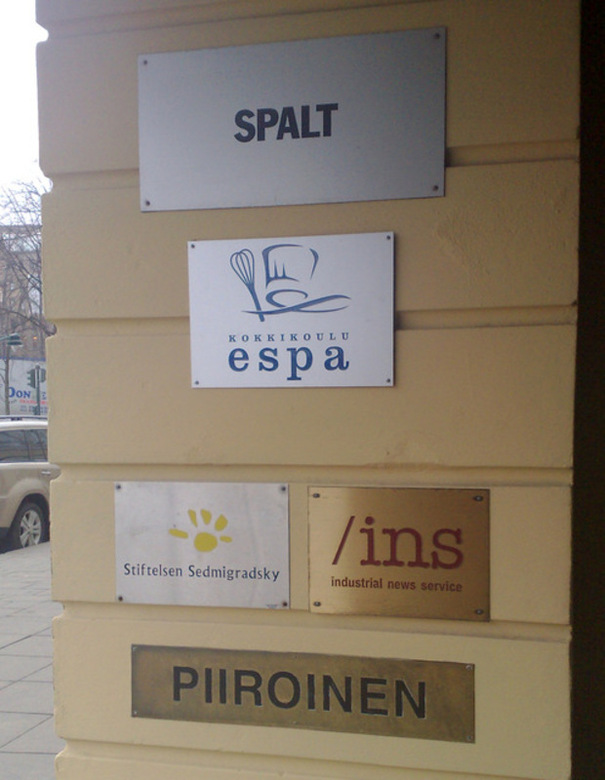 SPALT
KOKKIKOULU
espa
Stiftelsen Sedmigradsky
/ins
industrial news service
PIIROINEN